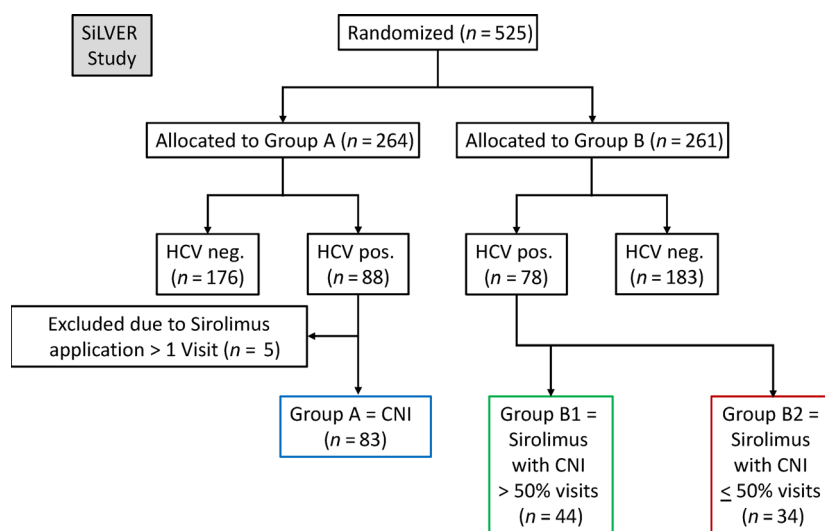 SiLVER
Study
Randomized (n = 525)
Allocated to Group A (n = 264)
Allocated to Group B (n = 261)
HCV neg.
(n = 176)
HCV pos.
(n = 88)
HCV pos.
(n = 78)
HCV neg.
(n = 183)
Excluded due to Sirolimus
application > 1 Visit (n = 5)
Group A = CNI
(n = 83)
Group B1 =
Sirolimus
with CNI
> 50% visits
(n = 44)
Group B2 =
Sirolimus
with CNI
≤ 50% visits
(n = 34)